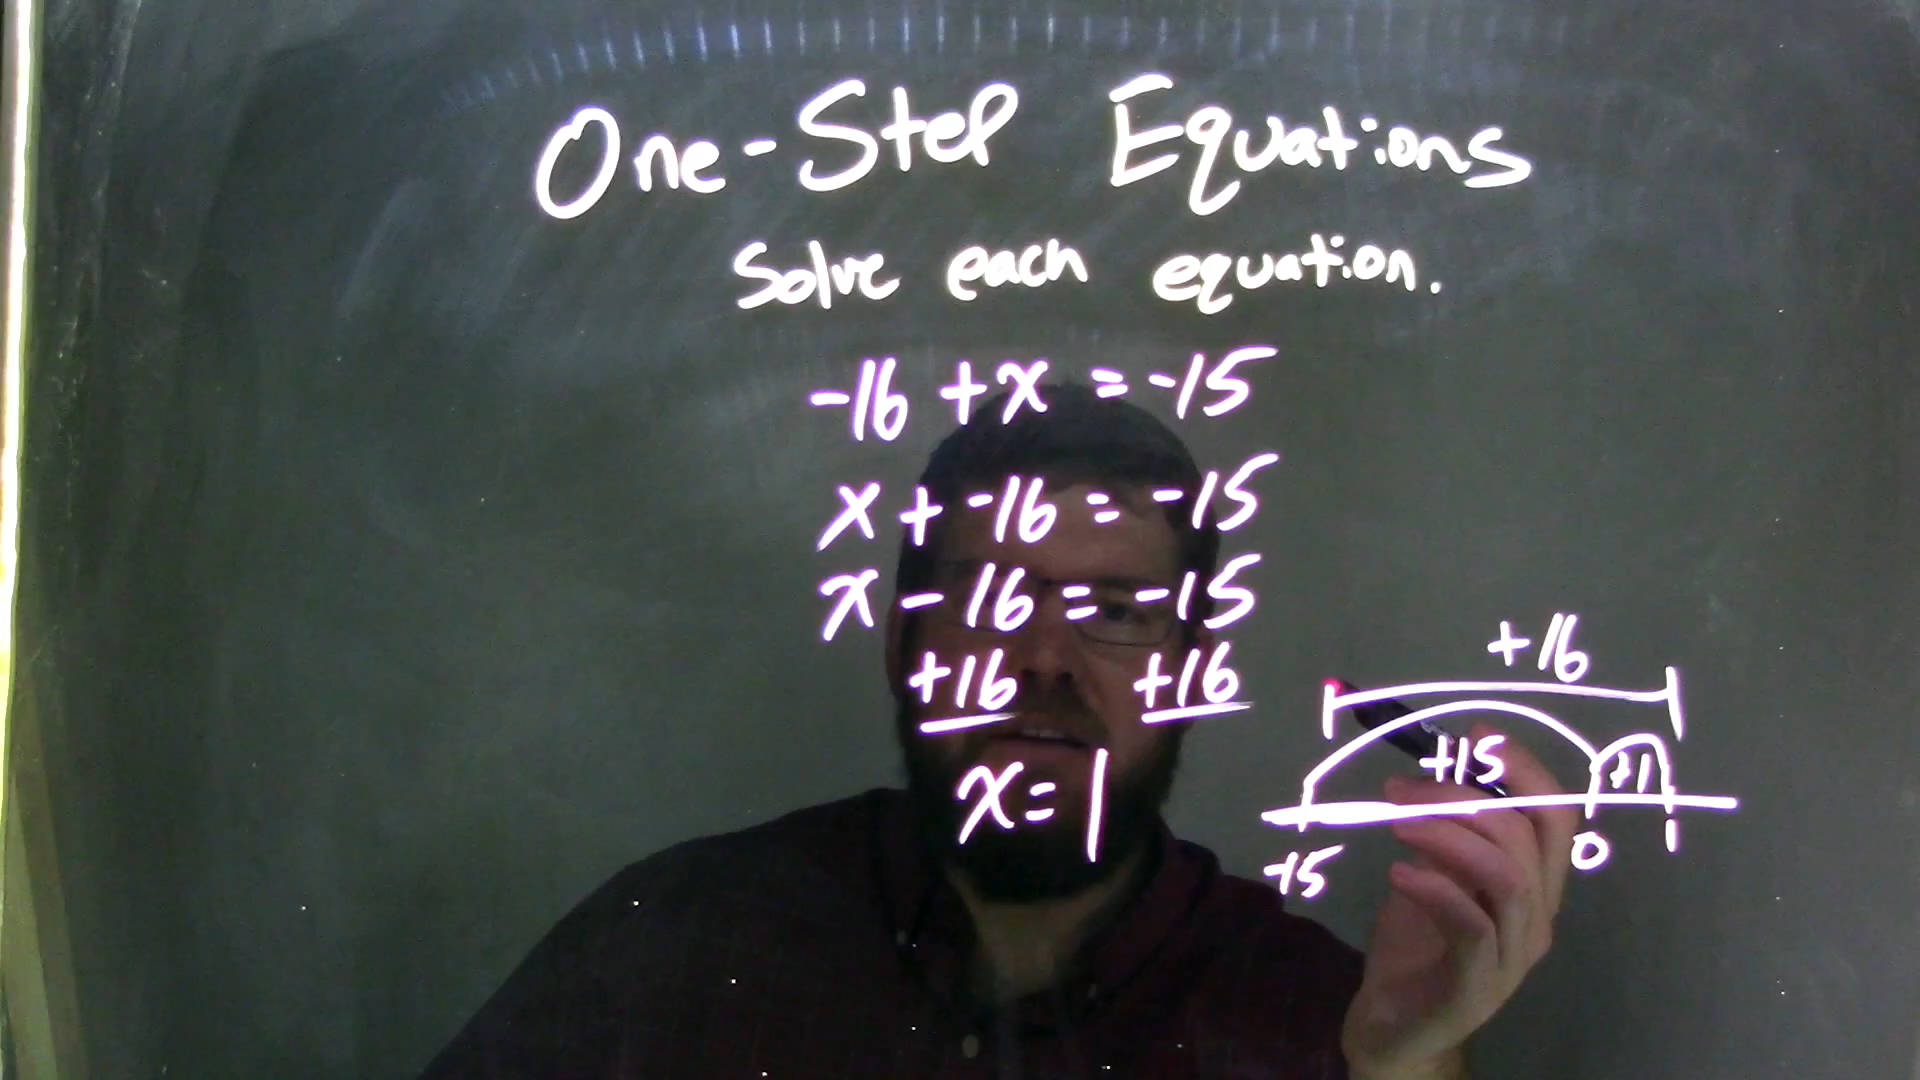 One-Step Equations
Solve each equation.
-16 + x = -15
x + -16 = -15
x - 16 = -15
+16 +16
x = 1
+16
+15 +1
-15 0 1